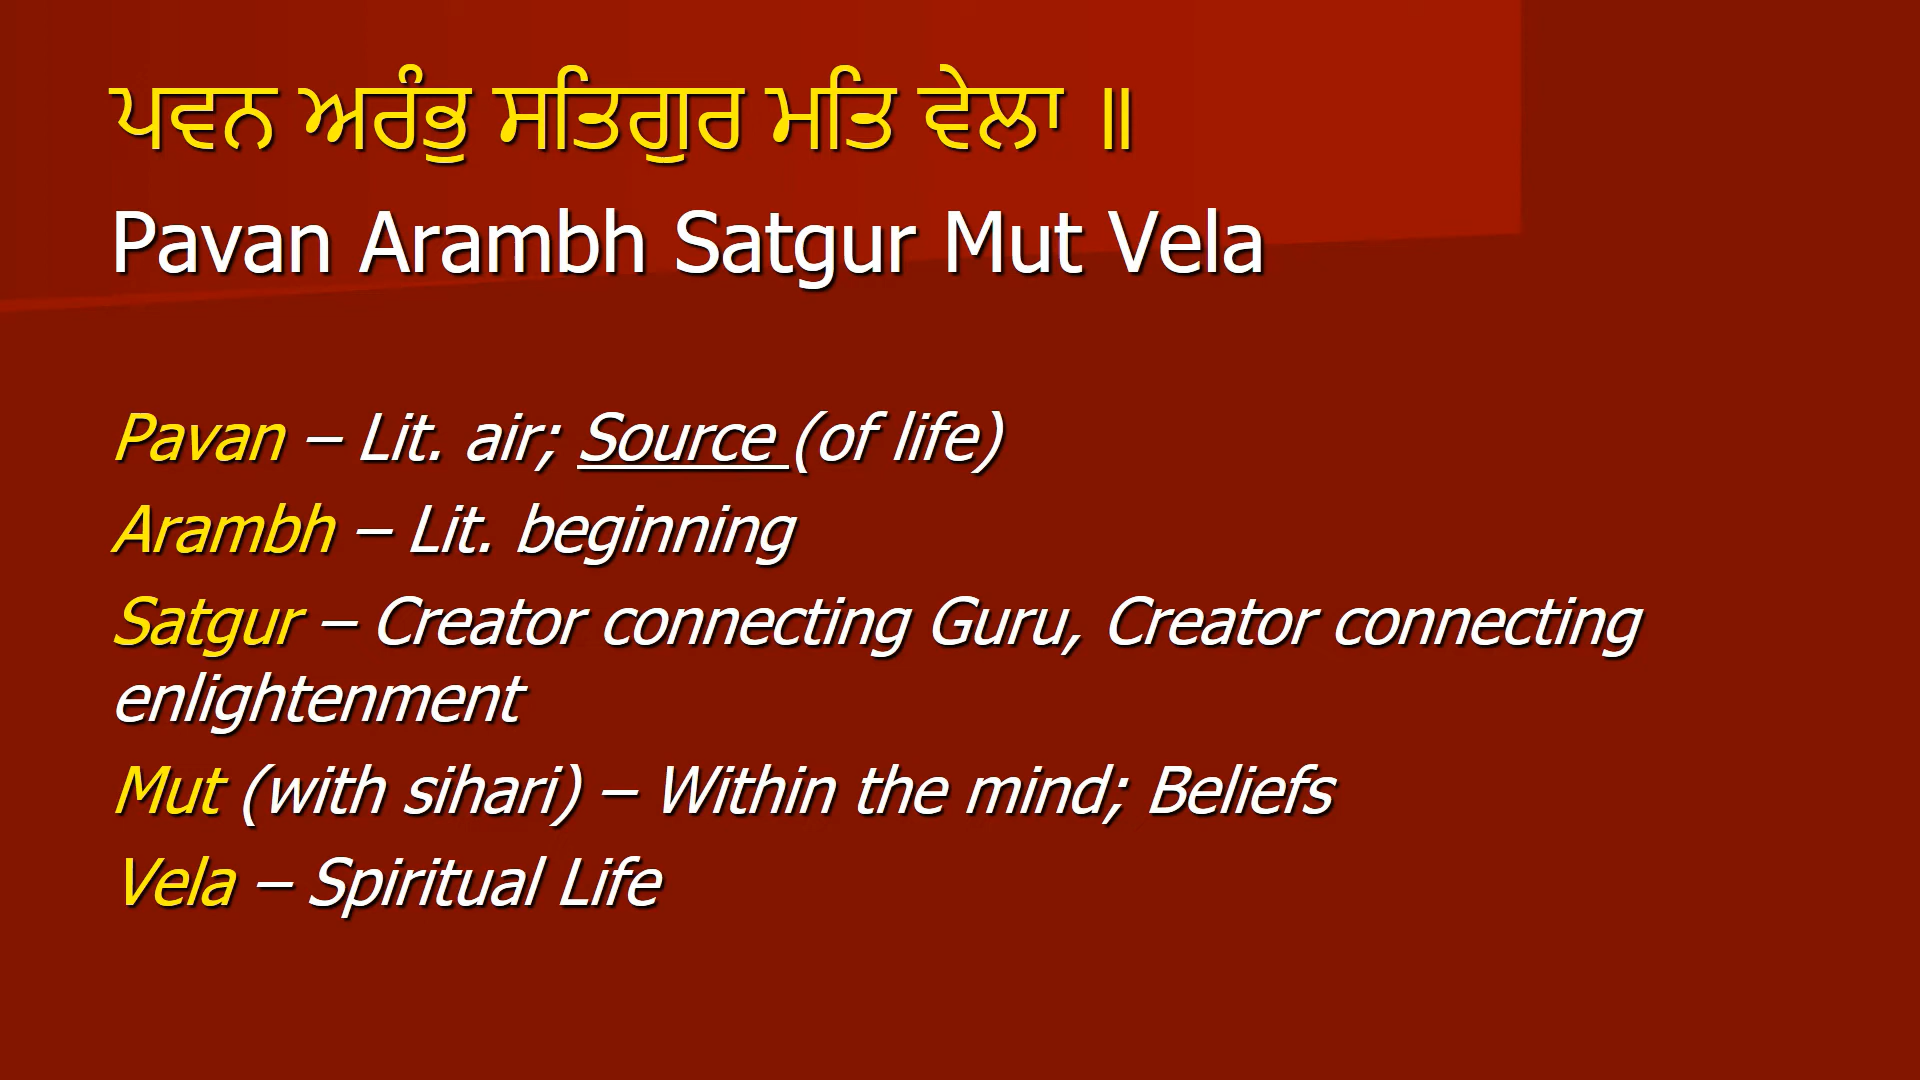 ਪਵਨ ਅਰੰਭੁ ਸਤਿਗੁਰ ਮਤਿ ਵੇਲਾ ॥
Pavan Arambh Satgur Mut Vela
Pavan – Lit. air; Source (of life)
Arambh – Lit. beginning
Satgur – Creator connecting Guru, Creator connecting
enlightenment
Mut (with sihari) – Within the mind; Beliefs
Vela – Spiritual Life